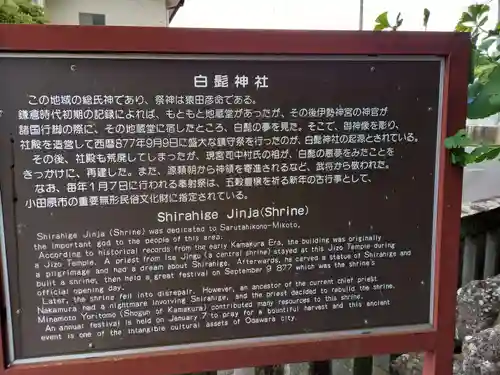 白髭神社
この地域の総氏神であり、祭神は猿田彦命である。
鎌倉時代初期の記録によれば、もともと地蔵堂があったが、その後伊勢神宮の神官が
諸国行脚の際に、その地蔵堂に宿したところ、白髭の夢を見た。そこで、御神像を彫り、
社殿を造営して西暦877年9月9日盛大な鎮守祭を行ったのが、白髭神社の起源とされている。
その後、社殿も荒廃してしまったが、現宮司中村氏の祖が、「白髭の悪夢をみたことを
きっかけに、再建した。また、源頼朝から神領を寄進されるなど、武将から敬われた。
なお、毎年1月7日に行われる奉射祭は、五穀豊穣を祈る新年の古行事として、
小田原市の重要無形民俗文化財に指定されている。
Shirahige Jinja(Shrine)
Shirahige Jinja (Shrine) was dedicated to Sarutahikono-Mikoto,
the important god to the people of this area.
According to historical records from the early Kamakura Era, the building was originally
a Jizo Temple. A priest from Ise Jingu (a central shrine) stayed at this Jizo Temple during
a pilgrimage and had a dream about Shirahige. Afterwards, he carved a statue of Shirahige and
bulit a shrine, then held a great festival on September 9 877 which was the shrine's
official opening day.
Later, the shrine fell into disrepair. However, an ancestor of the current chief priest,
Nakamura had a nightmare involving Shirahige, and the priest decided to rebuild the shrine.
Minemoto Yoritomo (Shogun of Kamakura) contributed many resources to this shrine.
An annual festival is held on January 7 to pray for a bountiful harvest and this ancient
event is one of the intangible cultural assets of Odawara city.